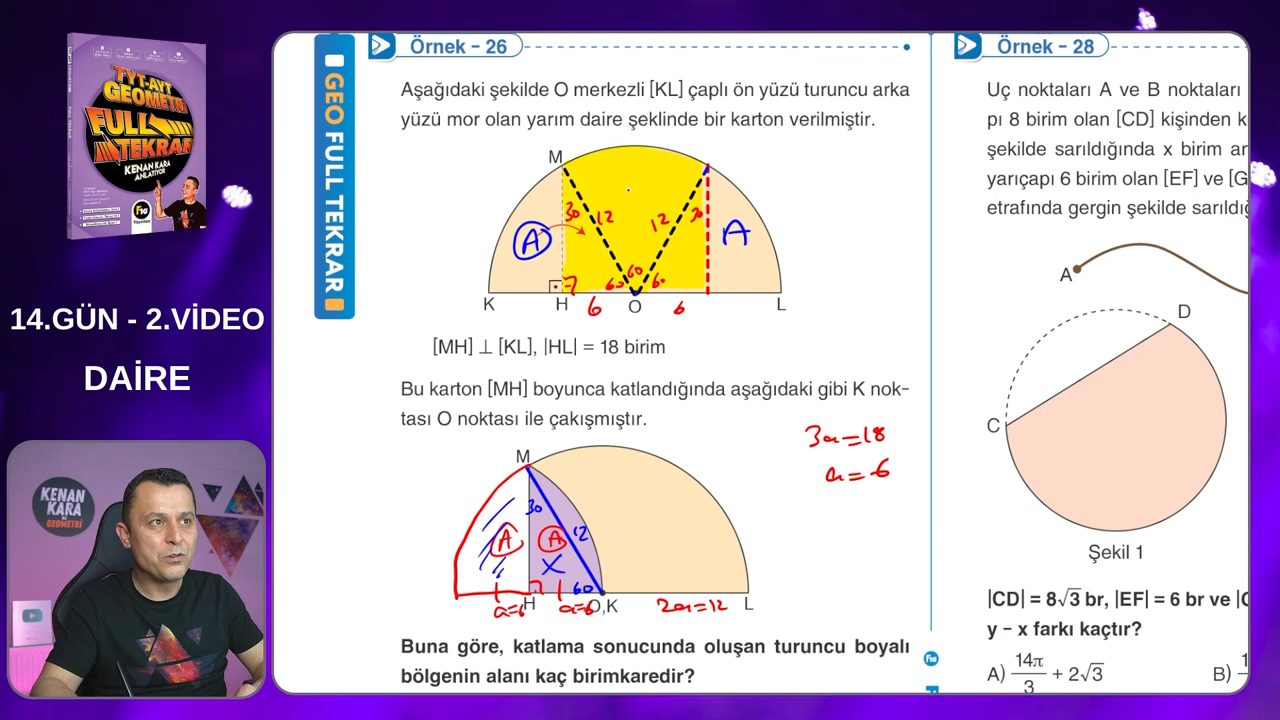 TYT-AYT
GEOMETRİ
FULL
TEKRAR
KENAN KARA
ANLATIYOR
14.GÜN - 2.VİDEO
DAİRE
KENAN
KARA
GEOMETRİ
GEO FULL TEKRAR
Örnek – 26
Aşağıdaki şekilde O merkezli [KL] çaplı ön yüzü turuncu arka
yüzü mor olan yarım daire şeklinde bir karton verilmiştir.
M
30 12 12 30
A A
60 60 60
K H O L
6 6
[MH] ⊥ [KL], |HL| = 18 birim
Bu karton [MH] boyunca katlandığında aşağıdaki gibi K nok-
tası O noktası ile çakışmıştır.
3a=18
a=6
M
30
A A 12
X
60
H O,K L
a=6 a=6 2a=12
Buna göre, katlama sonucunda oluşan turuncu boyalı
bölgenin alanı kaç birimkaredir?
Örnek – 28
Uç noktaları A ve B noktaları
pı 8 birim olan [CD] kişinden k
şekilde sarıldığında x birim ar
yarıçapı 6 birim olan [EF] ve [G
etrafında gergin şekilde sarıldığ
A
D
C
Şekil 1
|CD| = 8√3 br, |EF| = 6 br ve |
y – x farkı kaçtır?
A) 14π/3 + 2√3 B)